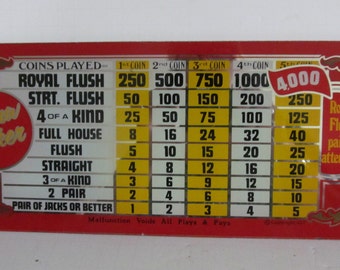 COINS PLAYED 1ST COIN 2ND COIN 3RD COIN 4TH COIN 5TH COIN
ROYAL FLUSH 250 500 750 1000 4,000
STRT. FLUSH 50 100 150 200 250
4 OF A KIND 25 50 75 100 125
FULL HOUSE 8 16 24 32 40
FLUSH 5 10 15 20 25
STRAIGHT 4 8 12 16 20
3 OF A KIND 3 6 9 12 15
2 PAIR 2 4 6 8 10
PAIR OF JACKS OR BETTER 1 2 3 4 5
Malfunction Voids All Plays & Pays